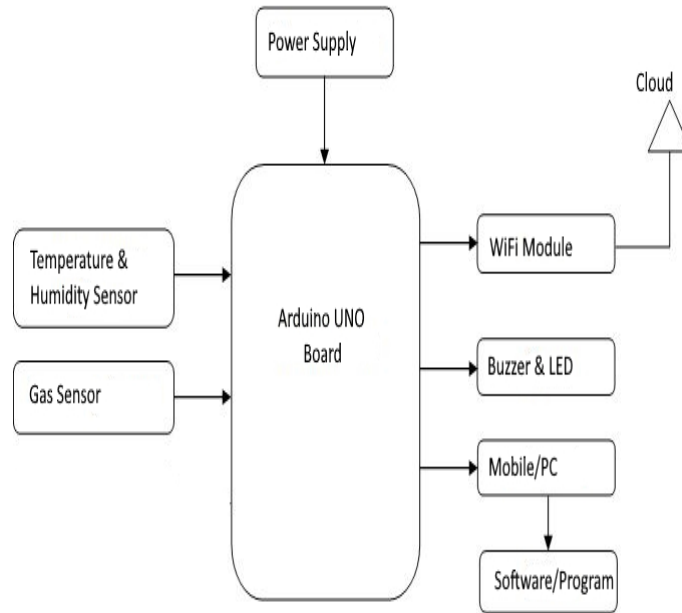 Power Supply
Cloud
Temperature &
Humidity Sensor
WiFi Module
Arduino UNO
Board
Buzzer & LED
Gas Sensor
Mobile/PC
Software/Program